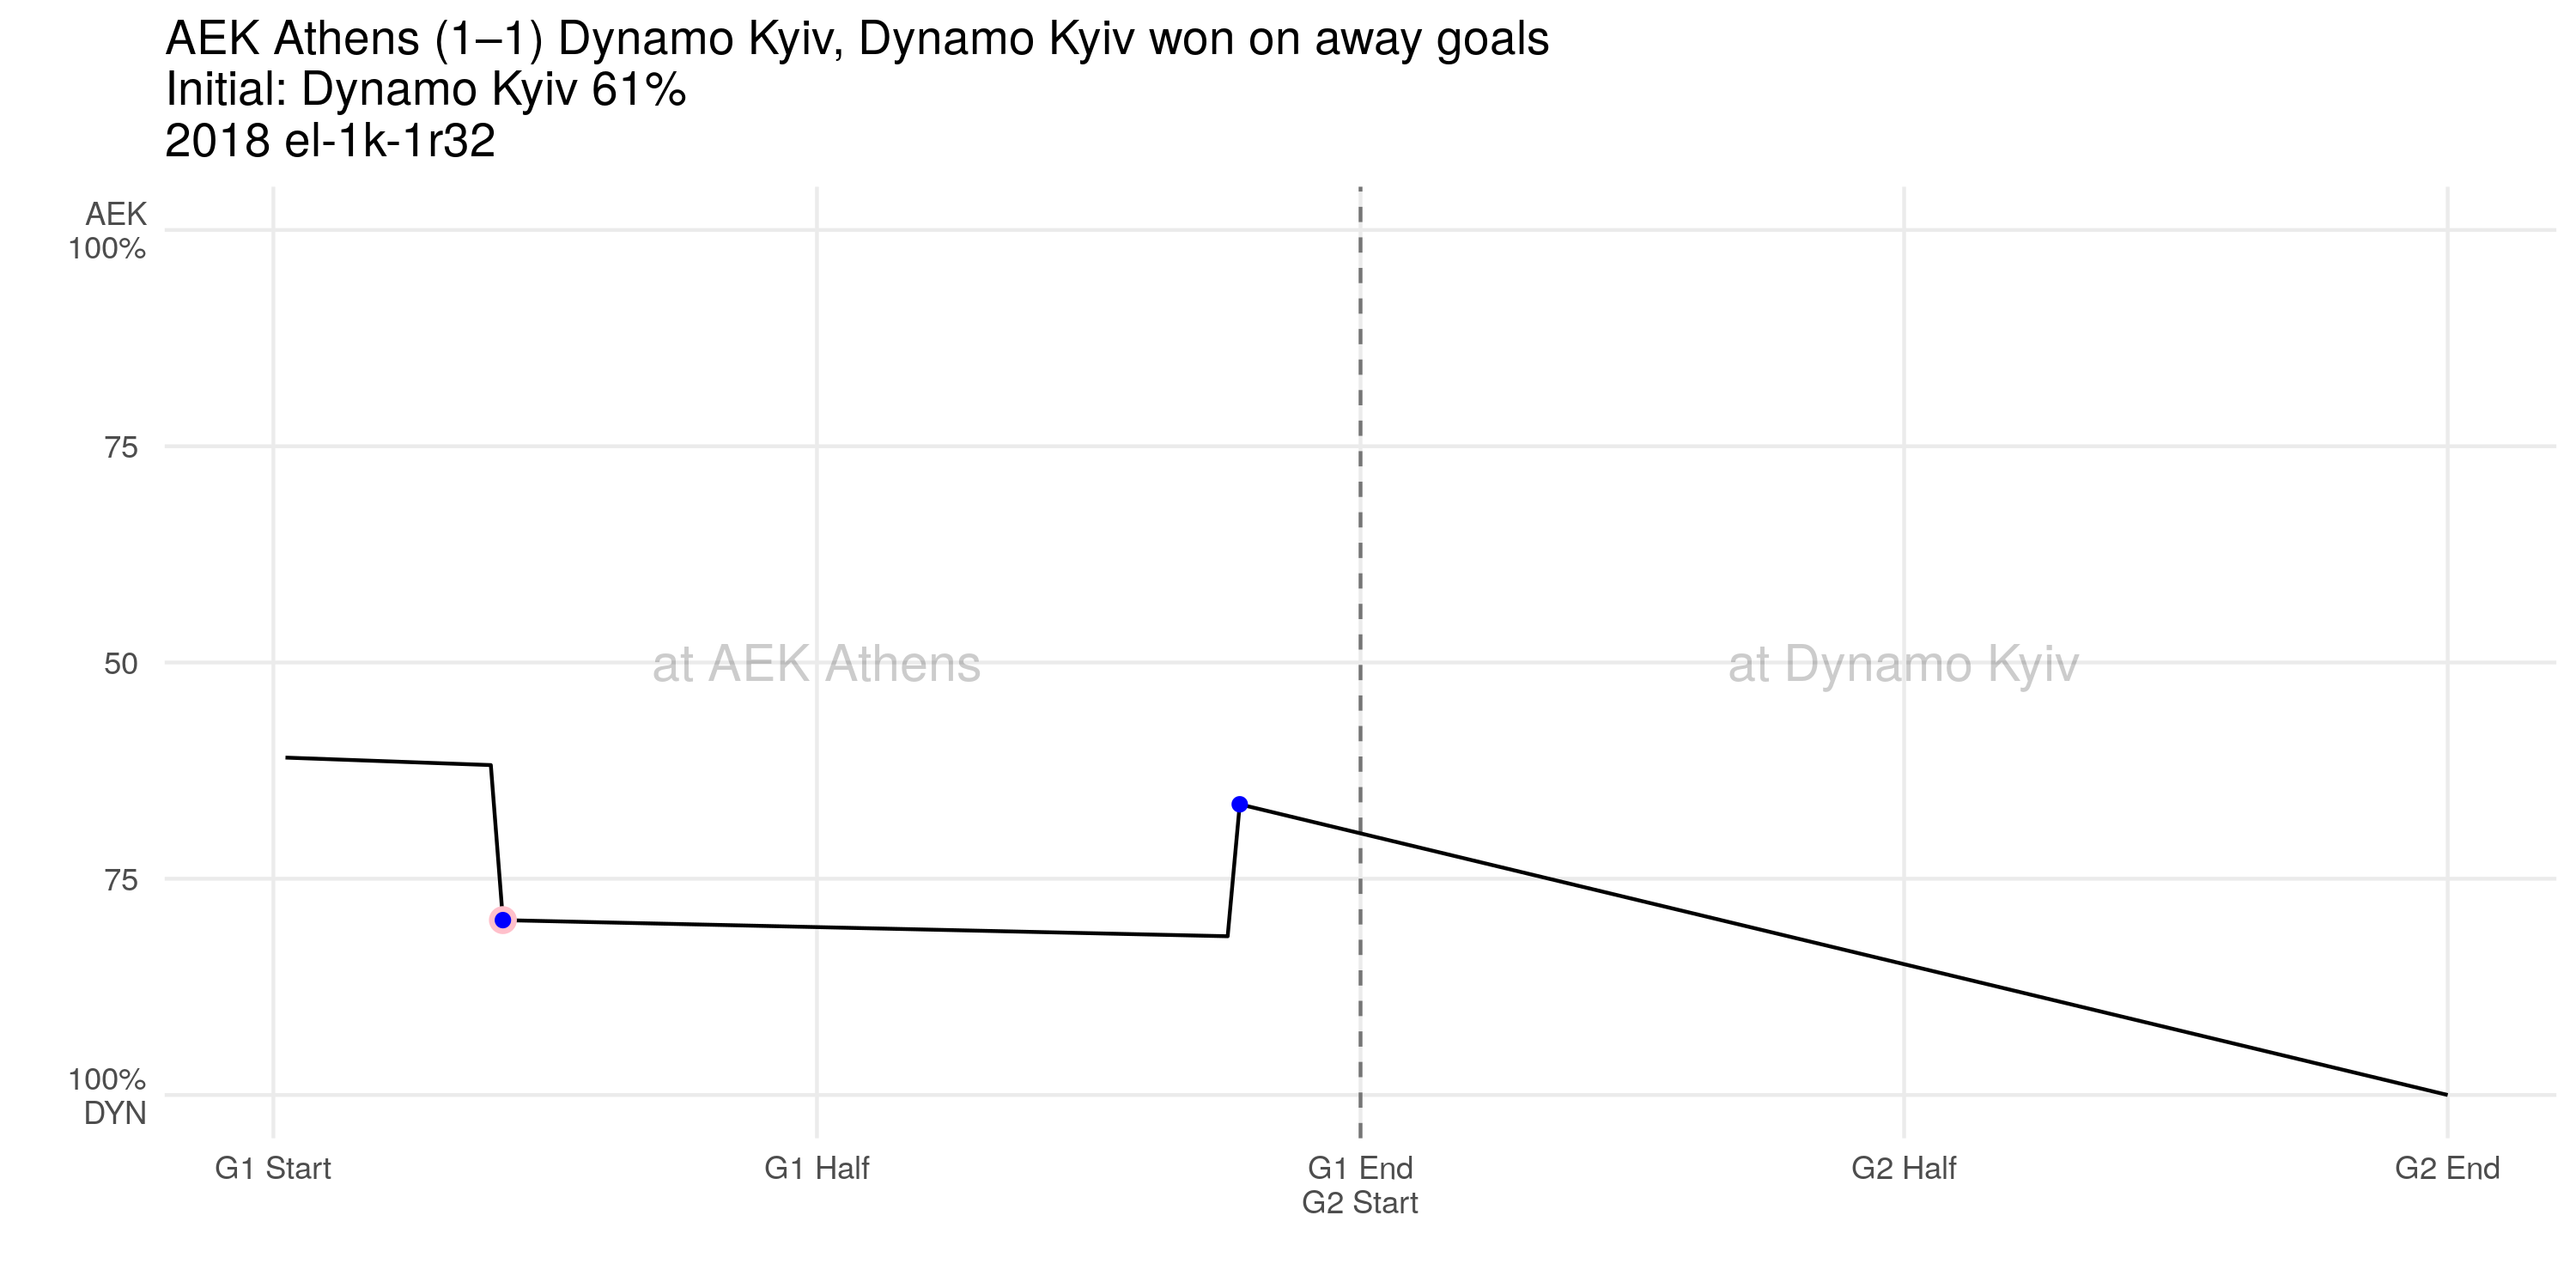 AEK Athens (1–1) Dynamo Kyiv, Dynamo Kyiv won on away goals
Initial: Dynamo Kyiv 61%
2018 el-1k-1r32
AEK
100%
75
50
75
100%
DYN
at AEK Athens
at Dynamo Kyiv
G1 Start
G1 Half
G1 End
G2 Start
G2 Half
G2 End